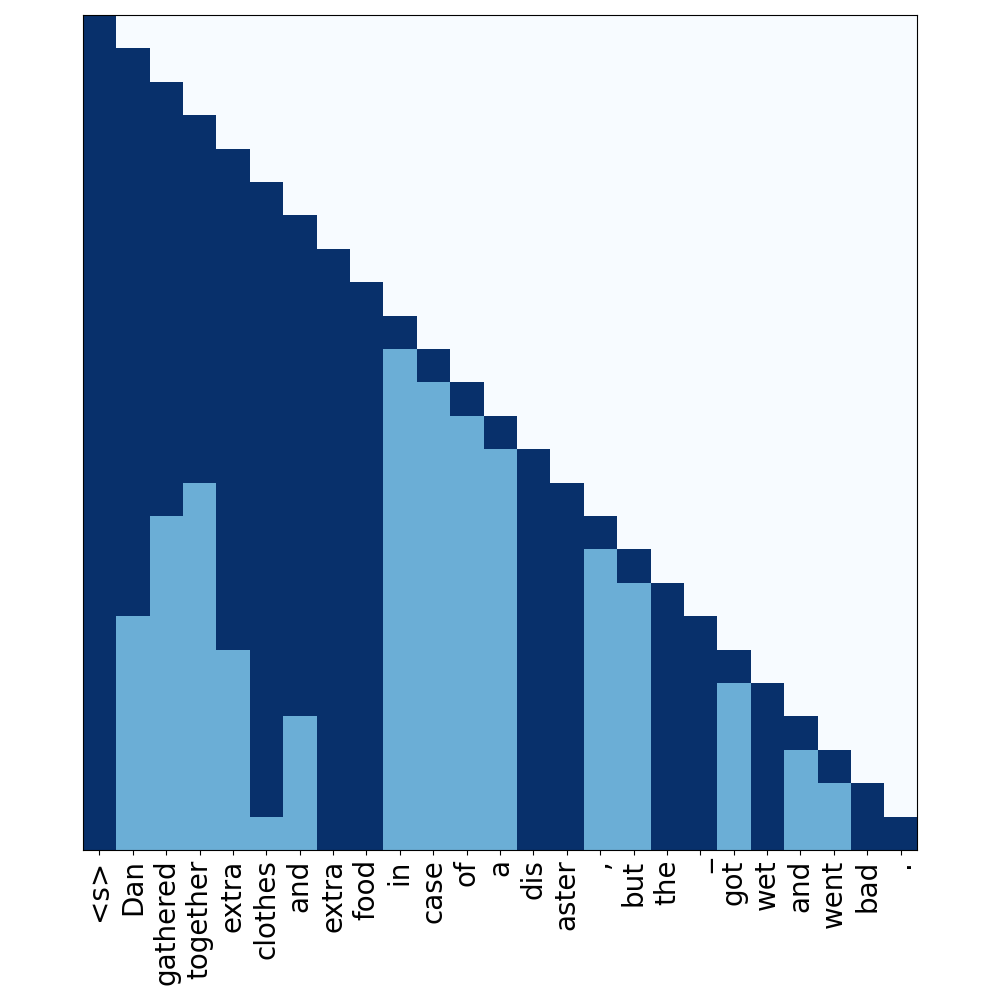 <s> Dan gathered together extra clothes and extra food in case of a dis aster , but the _ got wet and went bad .